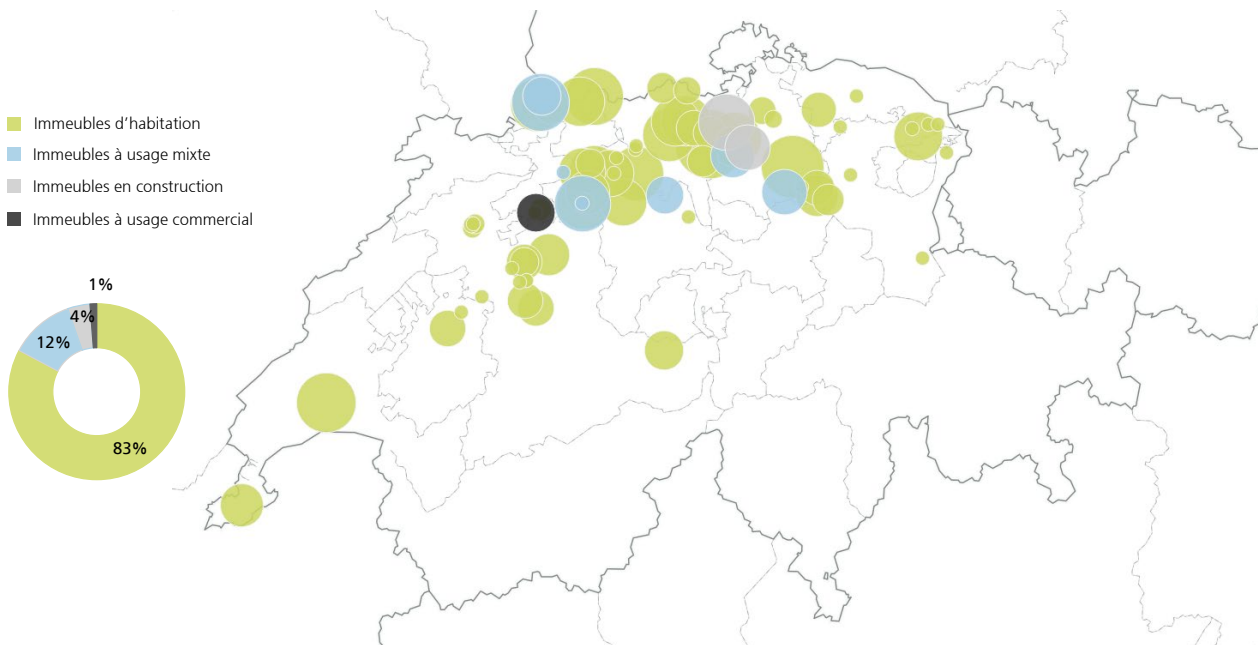 Immeubles d’habitation
Immeubles à usage mixte
Immeubles en construction
Immeubles à usage commercial
1%
4%
12%
83%